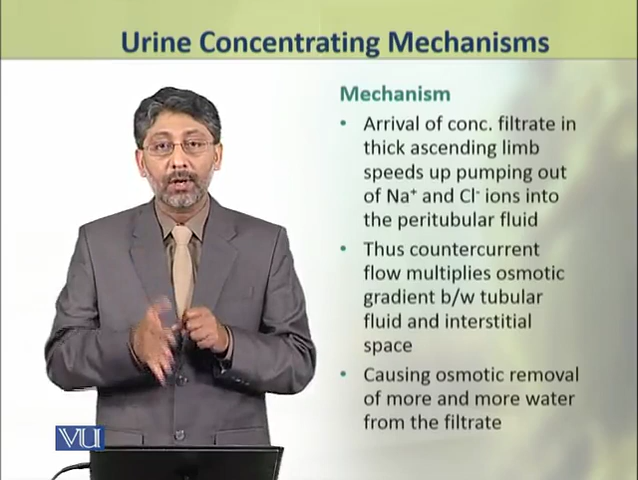 Urine Concentrating Mechanisms
Mechanism
• Arrival of conc. filtrate in
thick ascending limb
speeds up pumping out
of Na⁺ and Cl⁻ ions into
the peritubular fluid
• Thus countercurrent
flow multiplies osmotic
gradient b/w tubular
fluid and interstitial
space
• Causing osmotic removal
of more and more water
from the filtrate
VU